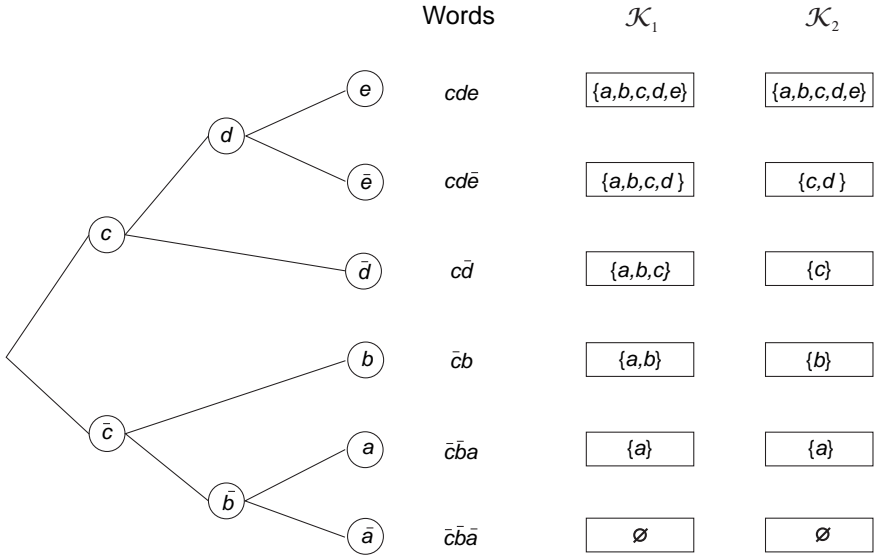 Words 𝒦₁ 𝒦₂
e cde {a,b,c,d,e} {a,b,c,d,e}
d
ē cdē {a,b,c,d } {c,d }
c
d̄ cd̄ {a,b,c} {c}
b c̄b {a,b} {b}
c̄
a c̄b̄a {a} {a}
b̄
ā c̄b̄ā ∅ ∅